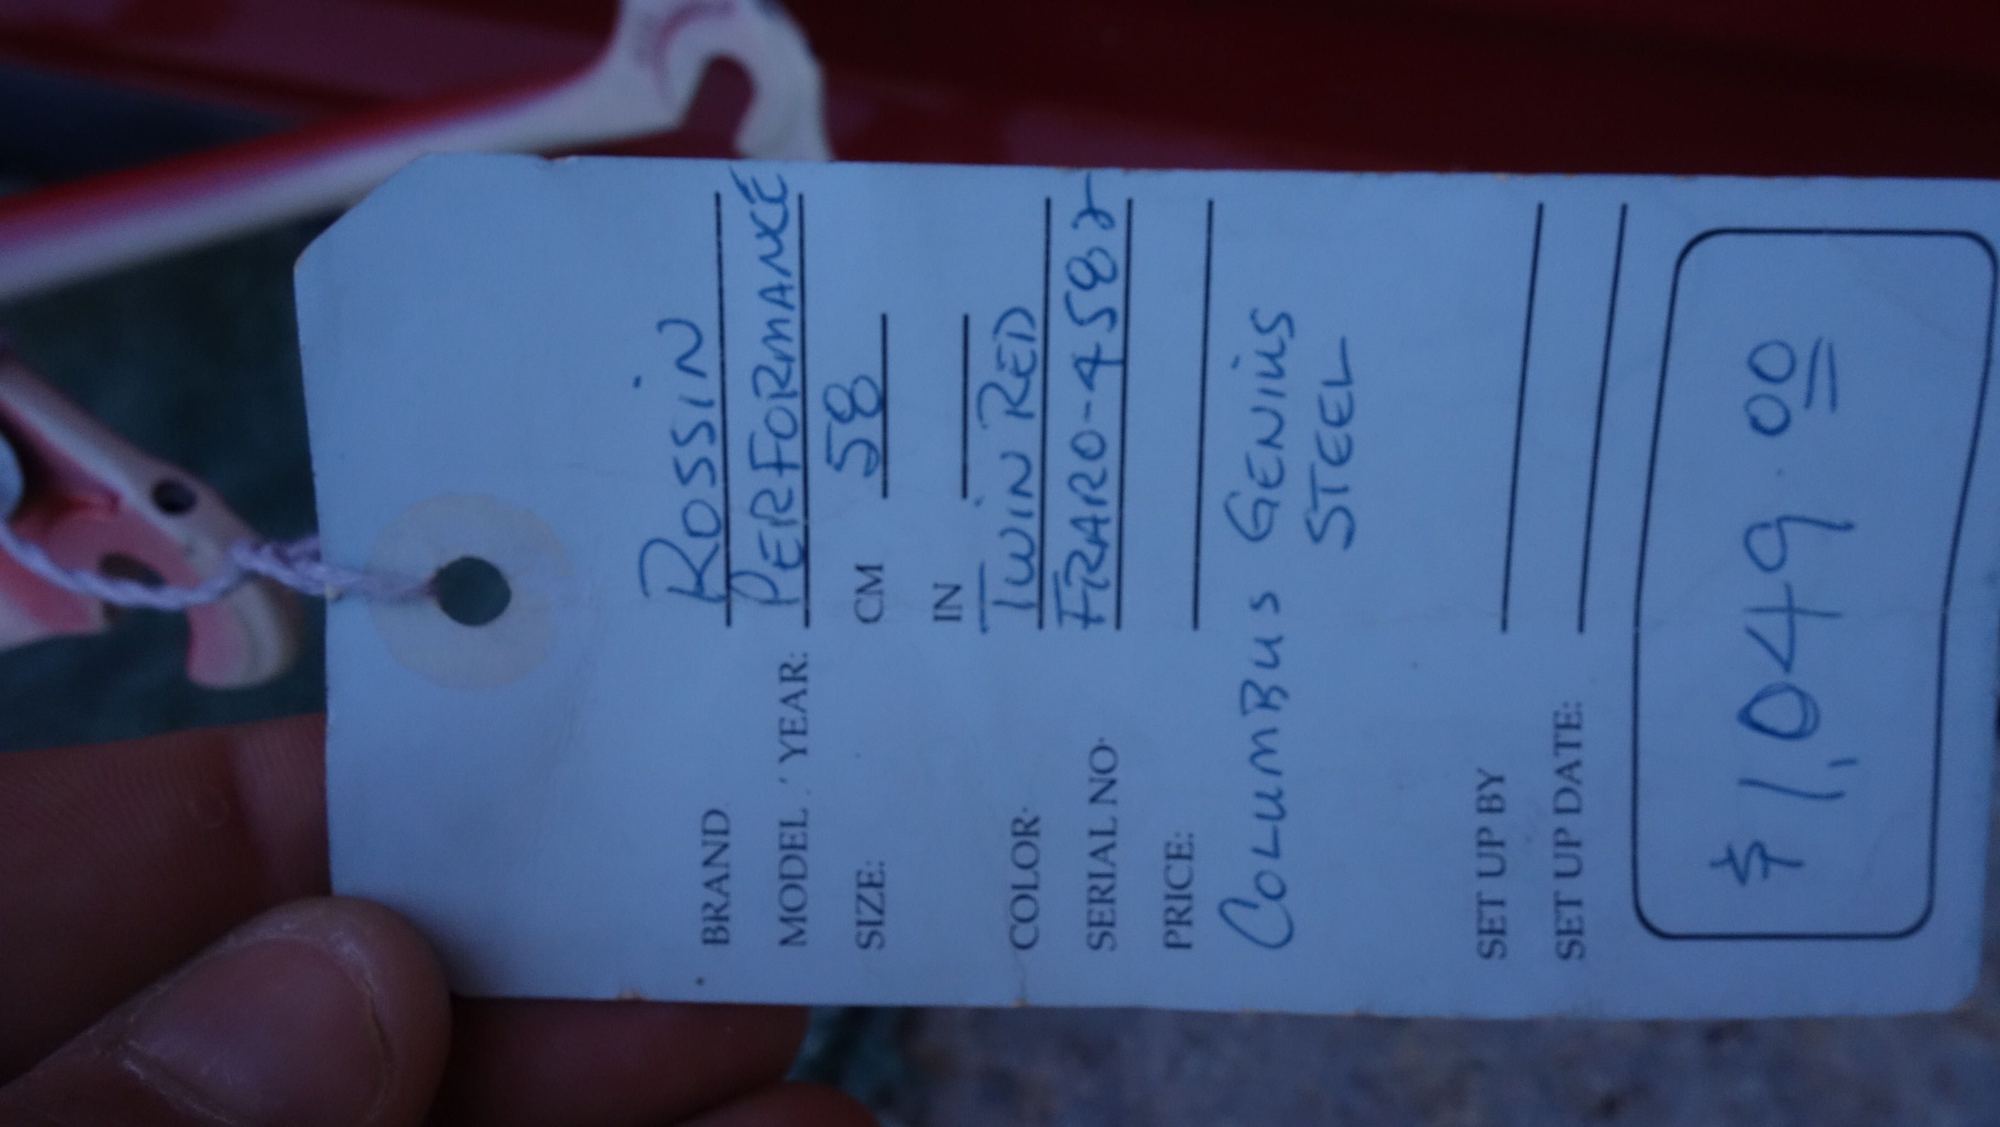 BRAND ROSSIN
MODEL / YEAR: PERFORMANCE
SIZE: CM 58
IN
COLOR: TWIN RED
SERIAL NO: FRARO-4582
PRICE:
COLUMBUS GENIUS
STEEL
SET UP BY
SET UP DATE:
$1,049.00